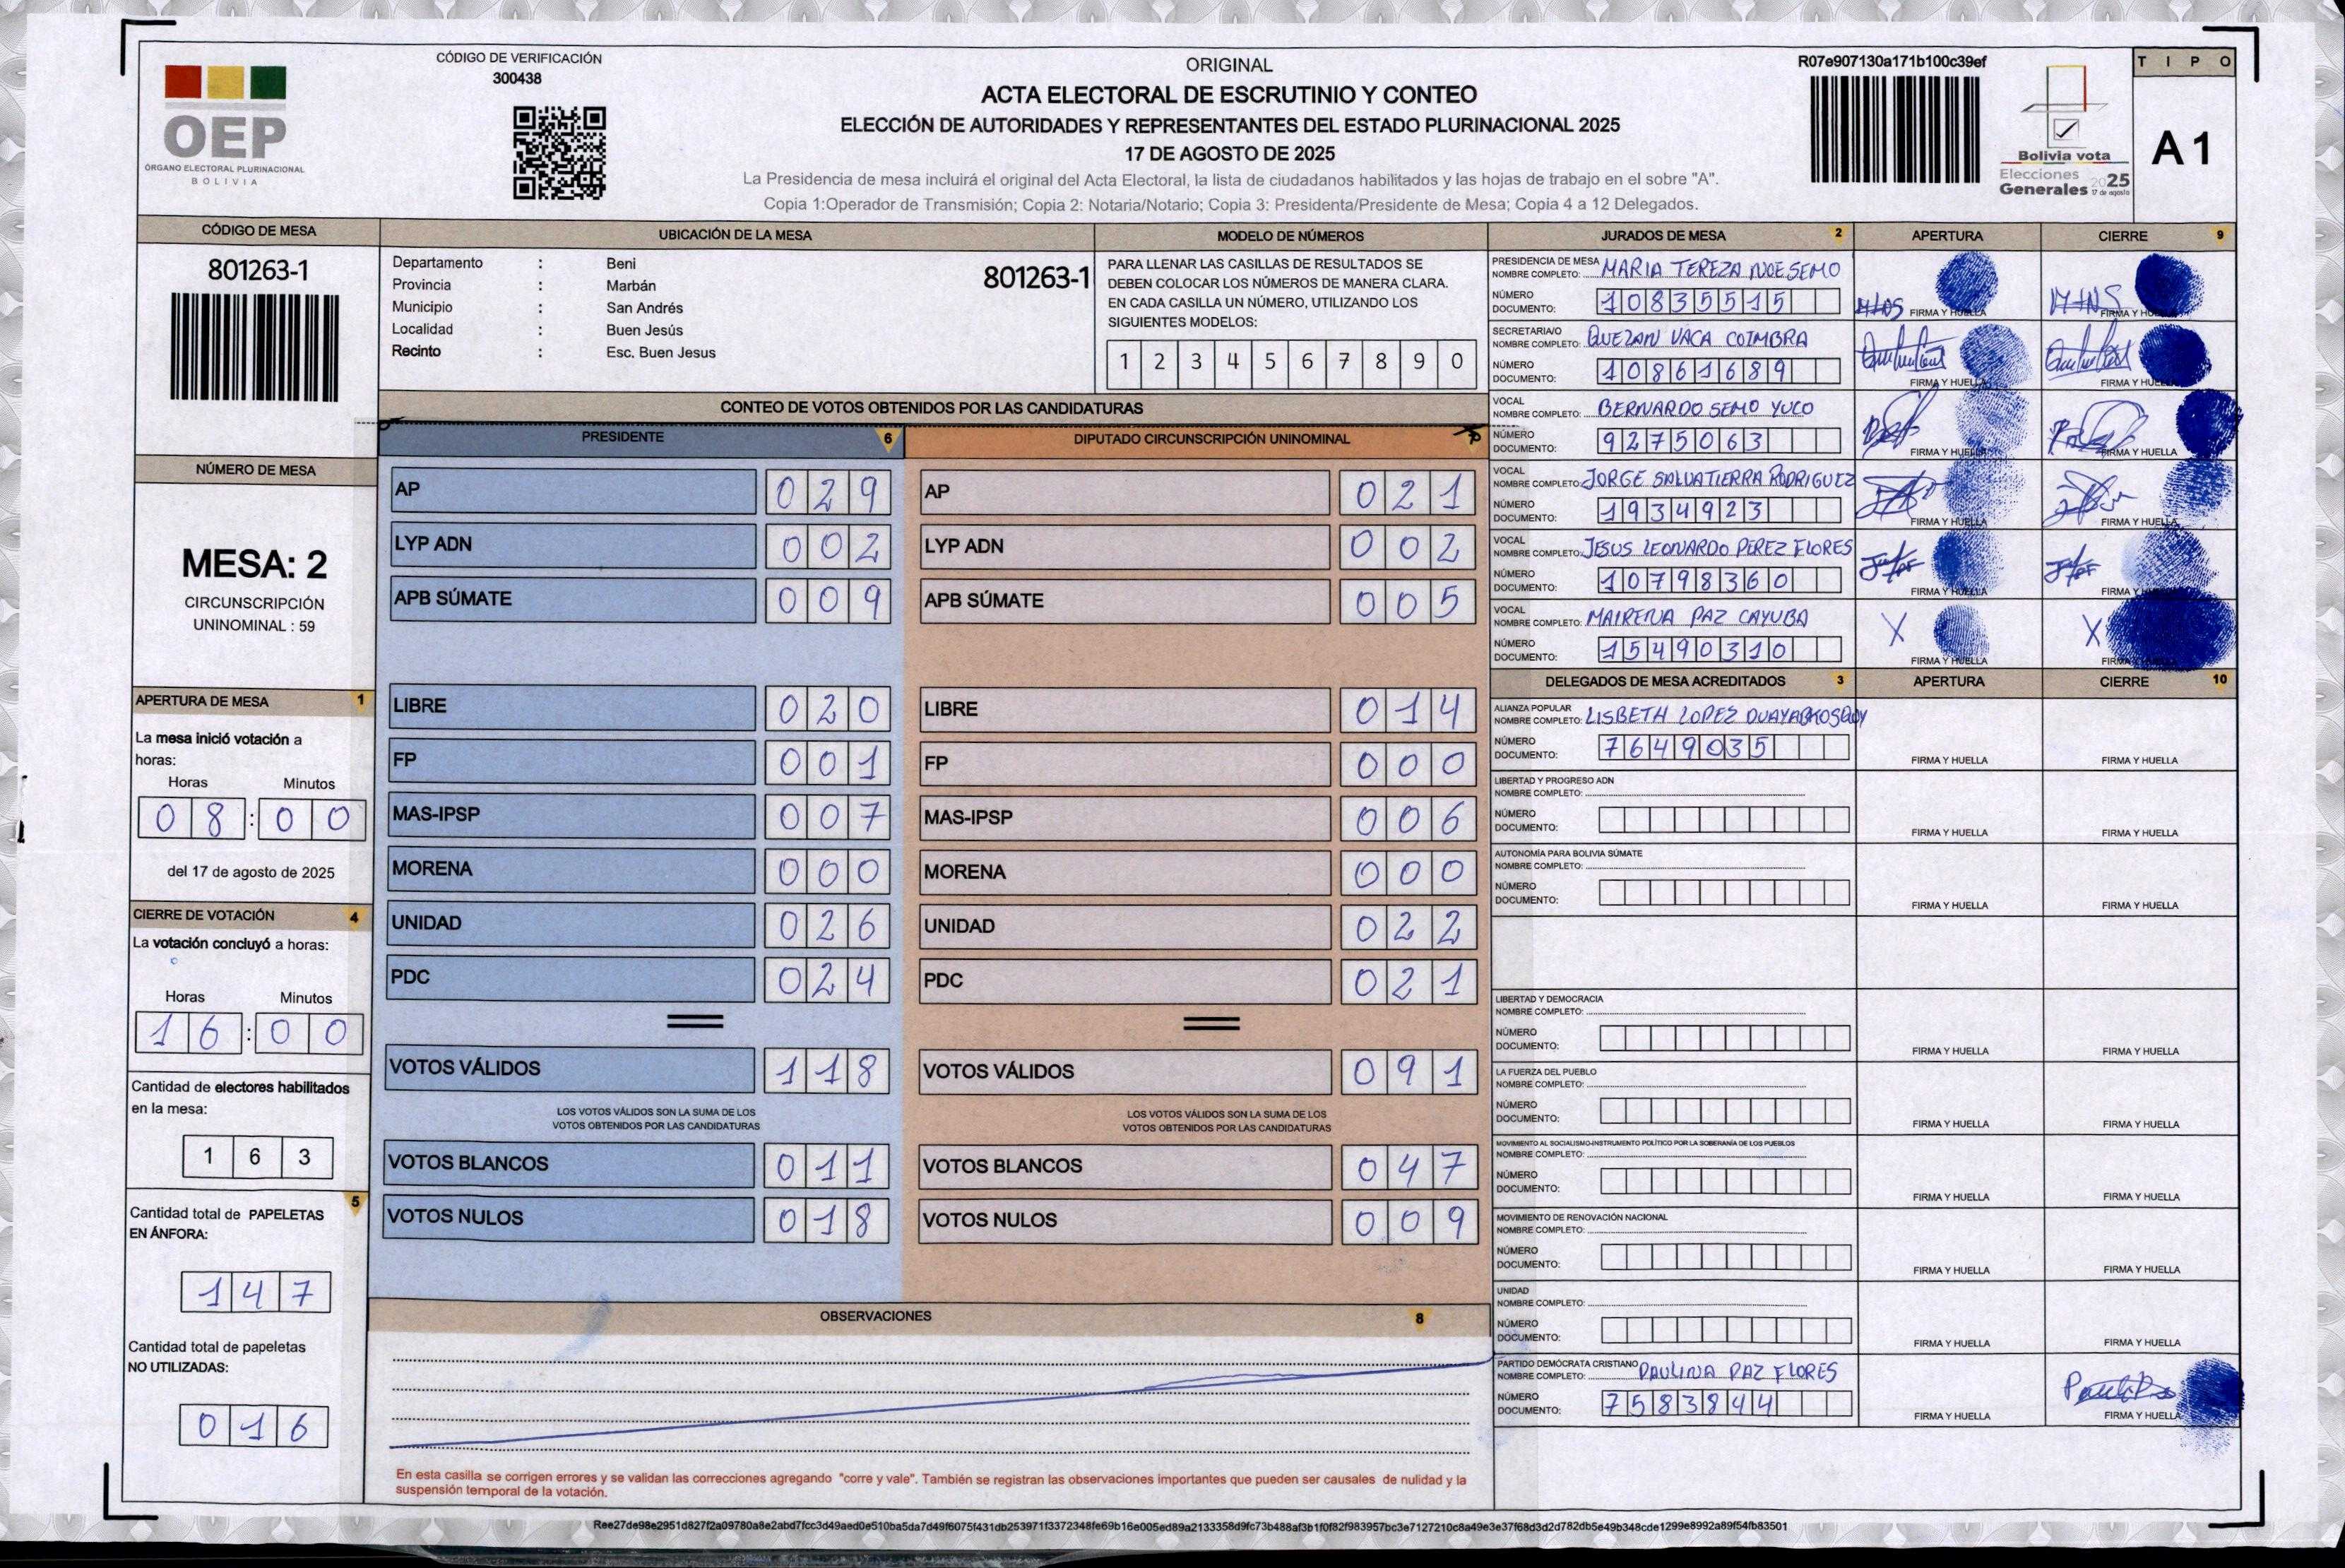 CÓDIGO DE VERIFICACIÓN
300438
OEP
ÓRGANO ELECTORAL PLURINACIONAL
BOLIVIA
ORIGINAL
ACTA ELECTORAL DE ESCRUTINIO Y CONTEO
ELECCIÓN DE AUTORIDADES Y REPRESENTANTES DEL ESTADO PLURINACIONAL 2025
17 DE AGOSTO DE 2025
La Presidencia de mesa incluirá el original del Acta Electoral, la lista de ciudadanos habilitados y las hojas de trabajo en el sobre "A".
Copia 1:Operador de Transmisión; Copia 2: Notaria/Notario; Copia 3: Presidenta/Presidente de Mesa; Copia 4 a 12 Delegados.
R07e907130a171b100c39ef
Bolivia vota
Elecciones
Generales 2025
17 de agosto
TIPO
A1
CÓDIGO DE MESA
801263-1
UBICACIÓN DE LA MESA
Departamento : Beni
Provincia : Marbán
Municipio : San Andrés
Localidad : Buen Jesús
Recinto : Esc. Buen Jesus
801263-1
MODELO DE NÚMEROS
PARA LLENAR LAS CASILLAS DE RESULTADOS SE
DEBEN COLOCAR LOS NÚMEROS DE MANERA CLARA.
EN CADA CASILLA UN NÚMERO, UTILIZANDO LOS
SIGUIENTES MODELOS:
1 2 3 4 5 6 7 8 9 0
NÚMERO DE MESA
MESA: 2
CIRCUNSCRIPCIÓN
UNINOMINAL : 59
APERTURA DE MESA 1
La mesa inició votación a
horas:
Horas Minutos
08:00
del 17 de agosto de 2025
CIERRE DE VOTACIÓN 4
La votación concluyó a horas:
Horas Minutos
16:00
Cantidad de electores habilitados
en la mesa:
163
5
Cantidad total de PAPELETAS
EN ÁNFORA:
147
Cantidad total de papeletas
NO UTILIZADAS:
016
CONTEO DE VOTOS OBTENIDOS POR LAS CANDIDATURAS
PRESIDENTE 6
AP 029
LYP ADN 002
APB SÚMATE 009
LIBRE 020
FP 001
MAS-IPSP 007
MORENA 000
UNIDAD 026
PDC 024
VOTOS VÁLIDOS 118
LOS VOTOS VÁLIDOS SON LA SUMA DE LOS
VOTOS OBTENIDOS POR LAS CANDIDATURAS
VOTOS BLANCOS 011
VOTOS NULOS 018
DIPUTADO CIRCUNSCRIPCIÓN UNINOMINAL
AP 021
LYP ADN 002
APB SÚMATE 005
LIBRE 014
FP 000
MAS-IPSP 006
MORENA 000
UNIDAD 022
PDC 021
VOTOS VÁLIDOS 091
LOS VOTOS VÁLIDOS SON LA SUMA DE LOS
VOTOS OBTENIDOS POR LAS CANDIDATURAS
VOTOS BLANCOS 047
VOTOS NULOS 009
OBSERVACIONES 8
En esta casilla se corrigen errores y se validan las correcciones agregando "corre y vale". También se registran las observaciones importantes que pueden ser causales de nulidad y la
suspensión temporal de la votación.
JURADOS DE MESA 2 APERTURA CIERRE 9
PRESIDENCIA DE MESA
NOMBRE COMPLETO: MARIA TEREZA NOE SEMO
NÚMERO
DOCUMENTO: 10835515
FIRMA Y HUELLA FIRMA Y HUELLA
SECRETARIA/O
NOMBRE COMPLETO: QUEZAN VACA COIMBRA
NÚMERO
DOCUMENTO: 10861689
FIRMA Y HUELLA FIRMA Y HUELLA
VOCAL
NOMBRE COMPLETO: BERNARDO SEMO YUCO
NÚMERO
DOCUMENTO: 9275063
FIRMA Y HUELLA FIRMA Y HUELLA
VOCAL
NOMBRE COMPLETO: JORGE SALVATIERRA RODRIGUEZ
NÚMERO
DOCUMENTO: 1934923
FIRMA Y HUELLA FIRMA Y HUELLA
VOCAL
NOMBRE COMPLETO: JESUS LEONARDO PEREZ FLORES
NÚMERO
DOCUMENTO: 10798360
FIRMA Y HUELLA FIRMA Y HUELLA
VOCAL
NOMBRE COMPLETO: MAIRENA PAZ CAYUBA
NÚMERO
DOCUMENTO: 15490310
X X
FIRMA Y HUELLA FIRMA Y HUELLA
DELEGADOS DE MESA ACREDITADOS 3 APERTURA CIERRE 10
ALIANZA POPULAR
NOMBRE COMPLETO: LISBETH LOPEZ
NÚMERO
DOCUMENTO: 7649035
FIRMA Y HUELLA FIRMA Y HUELLA
LIBERTAD Y PROGRESO ADN
NOMBRE COMPLETO:
NÚMERO
DOCUMENTO:
FIRMA Y HUELLA FIRMA Y HUELLA
AUTONOMÍA PARA BOLIVIA SÚMATE
NOMBRE COMPLETO:
NÚMERO
DOCUMENTO:
FIRMA Y HUELLA FIRMA Y HUELLA
LIBERTAD Y DEMOCRACIA
NOMBRE COMPLETO:
NÚMERO
DOCUMENTO:
FIRMA Y HUELLA FIRMA Y HUELLA
LA FUERZA DEL PUEBLO
NOMBRE COMPLETO:
NÚMERO
DOCUMENTO:
FIRMA Y HUELLA FIRMA Y HUELLA
MOVIMIENTO AL SOCIALISMO-INSTRUMENTO POLÍTICO POR LA SOBERANÍA DE LOS PUEBLOS
NOMBRE COMPLETO:
NÚMERO
DOCUMENTO:
FIRMA Y HUELLA FIRMA Y HUELLA
MOVIMIENTO DE RENOVACIÓN NACIONAL
NOMBRE COMPLETO:
NÚMERO
DOCUMENTO:
FIRMA Y HUELLA FIRMA Y HUELLA
UNIDAD
NOMBRE COMPLETO:
NÚMERO
DOCUMENTO:
FIRMA Y HUELLA FIRMA Y HUELLA
PARTIDO DEMÓCRATA CRISTIANO
NOMBRE COMPLETO: PAULINA PAZ FLORES
NÚMERO
DOCUMENTO: 7583844
FIRMA Y HUELLA FIRMA Y HUELLA